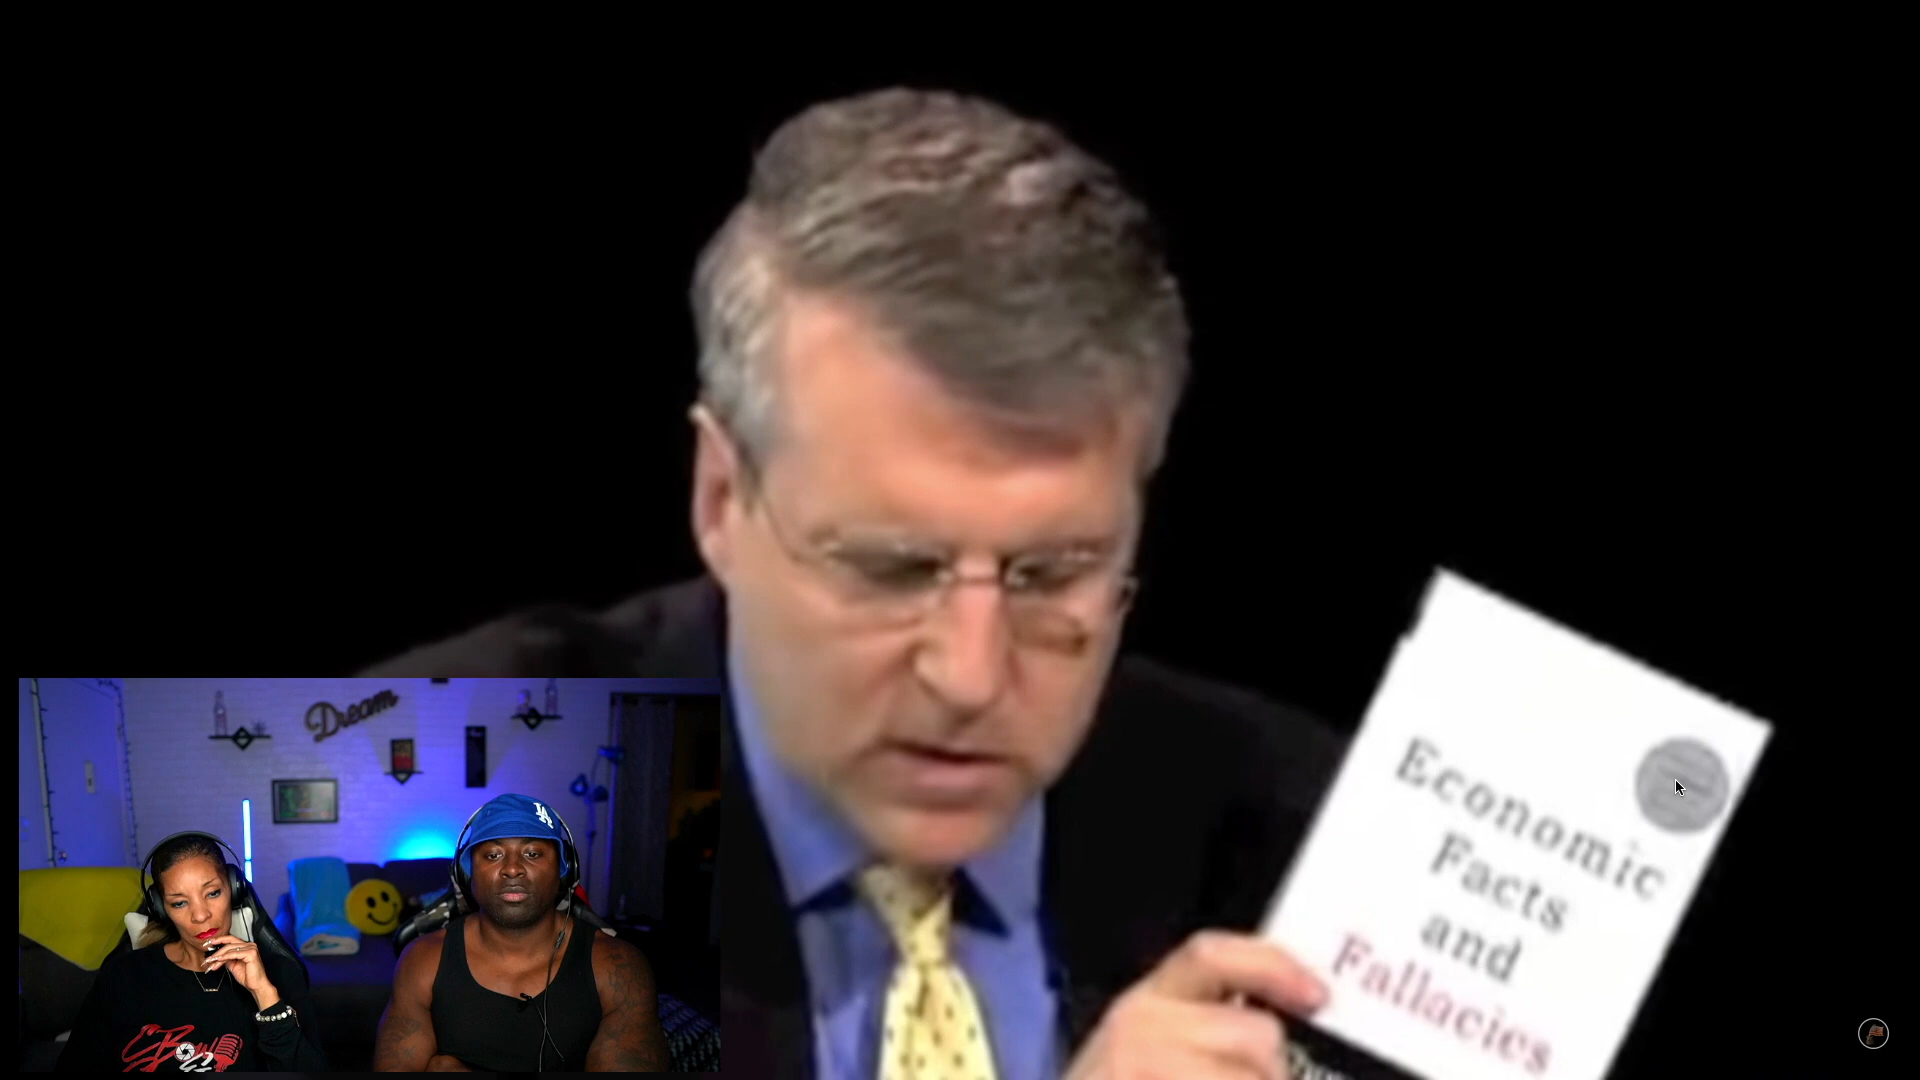 Economic
Facts
and
Fallacies
Dream
LA